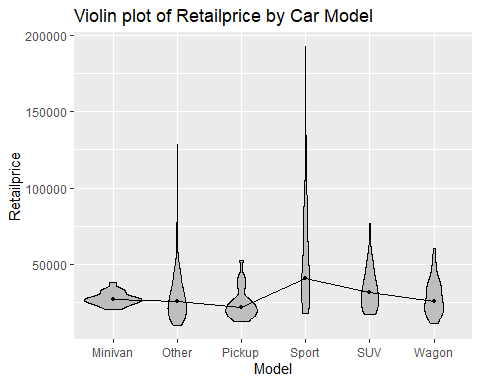 Violin plot of Retailprice by Car Model
200000
150000
100000
50000
Retailprice
Minivan Other Pickup Sport SUV Wagon
Model